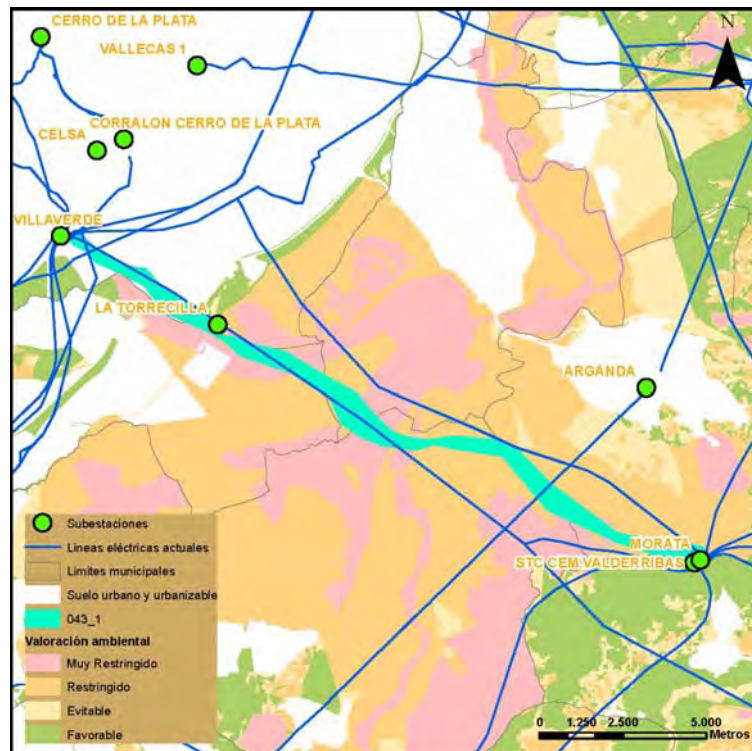 CERRO DE LA PLATA
VALLECAS 1
N
CELSA
CORRALON CERRO DE LA PLATA
VILLAVERDE
LA TORRECILLA
ARGANDA
MORATA
STC CEM.VALDERRIBAS
Subestaciones
Líneas eléctricas actuales
Limites municipales
Suelo urbano y urbanizable
043_1
Valoración ambiental
Muy Restringido
Restringido
Evitable
Favorable
0 1.250 2.500 5.000
Metros